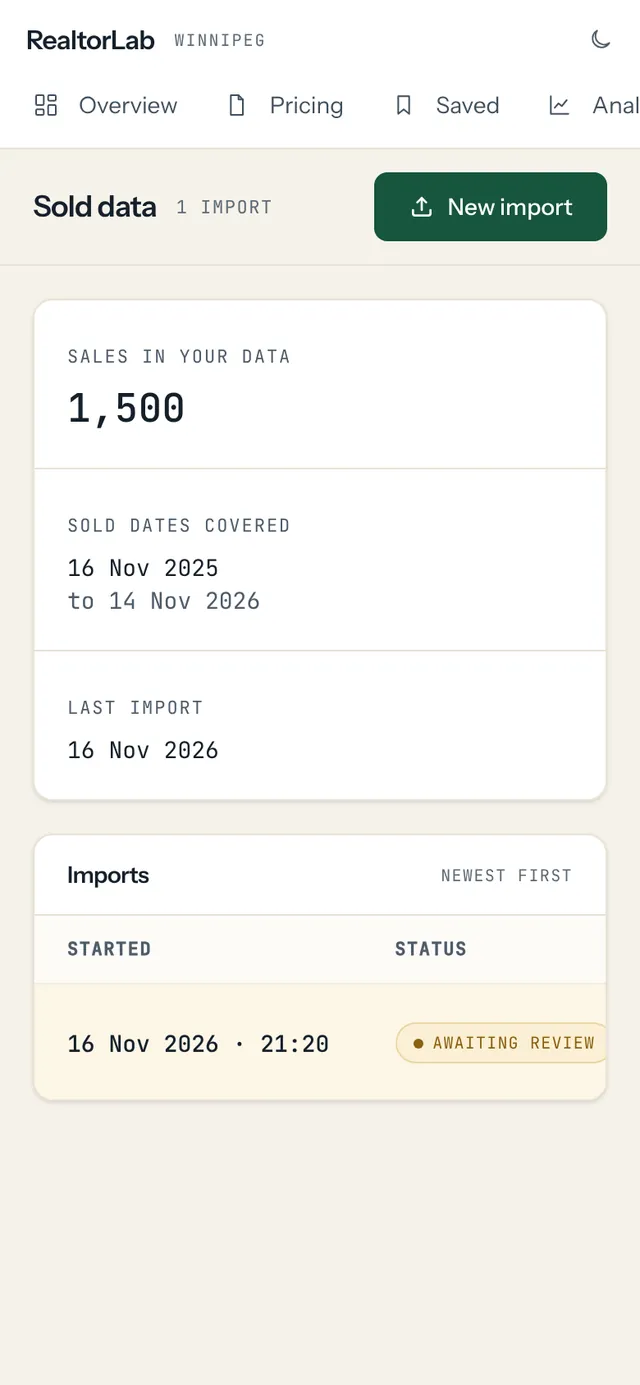 RealtorLab WINNIPEG
Overview Pricing Saved Anal
Sold data 1 IMPORT New import
SALES IN YOUR DATA
1,500
SOLD DATES COVERED
16 Nov 2025
to 14 Nov 2026
LAST IMPORT
16 Nov 2026
Imports NEWEST FIRST
STARTED STATUS
16 Nov 2026 · 21:20 AWAITING REVIEW